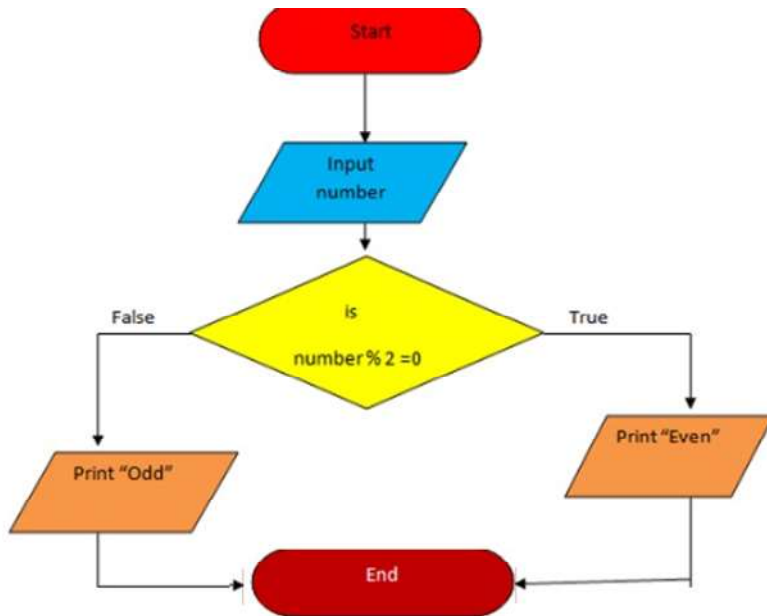 Start
Input
number
False
True
is
number % 2 =0
Print “Odd”
Print “Even”
End